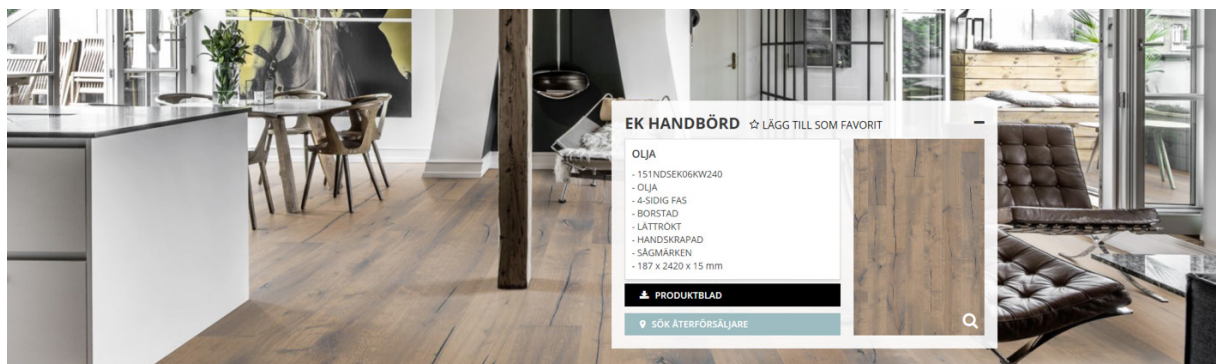 EK HANDBÖRD ☆ LÄGG TILL SOM FAVORIT
OLJA
- 151NDSEK06KW240
- OLJA
- 4-SIDIG FAS
- BORSTAD
- LÄTTRÖKT
- HANDSKRAPAD
- SÅGMÄRKEN
- 187 x 2420 x 15 mm
PRODUKTBLAD
SÖK ÅTERFÖRSÄLJARE